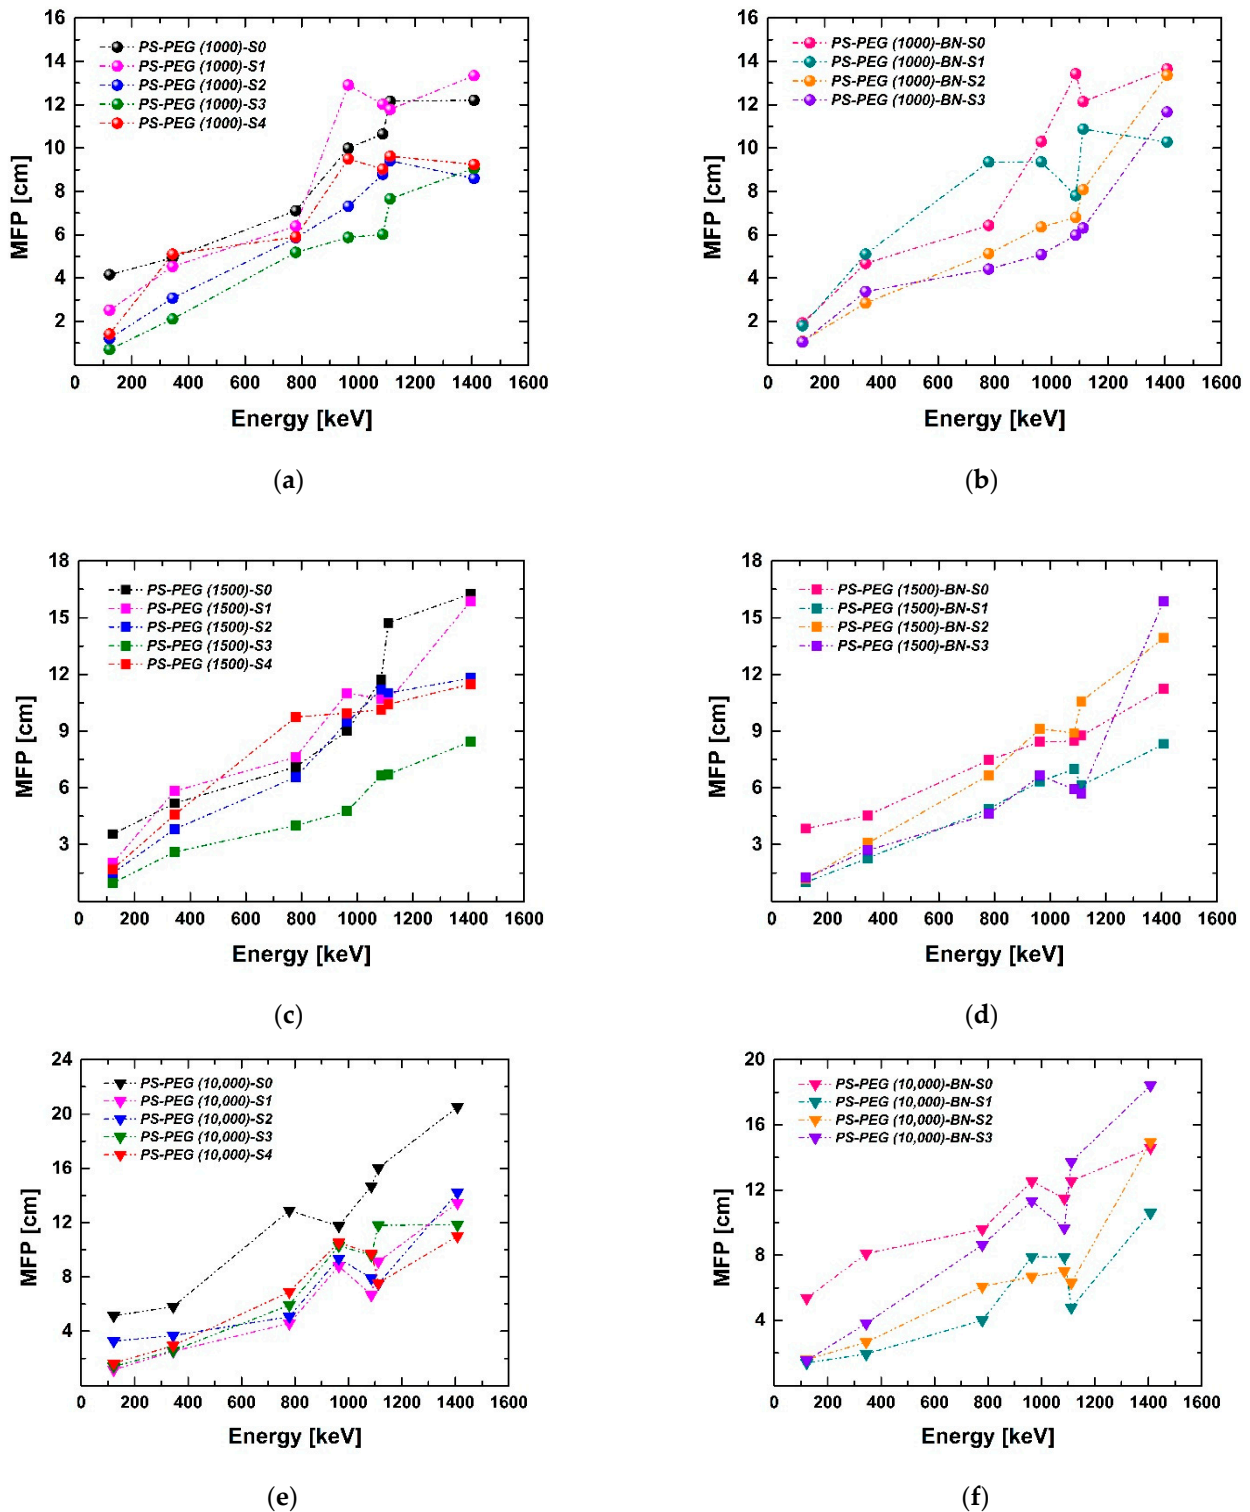 16
14
12
10
8
6
4
2
MFP [cm]
PS-PEG (1000)-S0
PS-PEG (1000)-S1
PS-PEG (1000)-S2
PS-PEG (1000)-S3
PS-PEG (1000)-S4
0 200 400 600 800 1000 1200 1400 1600
Energy [keV]
(a)
16
14
12
10
8
6
4
2
MFP [cm]
PS-PEG (1000)-BN-S0
PS-PEG (1000)-BN-S1
PS-PEG (1000)-BN-S2
PS-PEG (1000)-BN-S3
0 200 400 600 800 1000 1200 1400 1600
Energy [keV]
(b)
18
15
12
9
6
3
MFP [cm]
PS-PEG (1500)-S0
PS-PEG (1500)-S1
PS-PEG (1500)-S2
PS-PEG (1500)-S3
PS-PEG (1500)-S4
0 200 400 600 800 1000 1200 1400 1600
Energy [keV]
(c)
18
15
12
9
6
3
MFP [cm]
PS-PEG (1500)-BN-S0
PS-PEG (1500)-BN-S1
PS-PEG (1500)-BN-S2
PS-PEG (1500)-BN-S3
0 200 400 600 800 1000 1200 1400 1600
Energy [keV]
(d)
24
20
16
12
8
4
MFP [cm]
PS-PEG (10,000)-S0
PS-PEG (10,000)-S1
PS-PEG (10,000)-S2
PS-PEG (10,000)-S3
PS-PEG (10,000)-S4
0 200 400 600 800 1000 1200 1400 1600
Energy [keV]
(e)
20
16
12
8
4
MFP [cm]
PS-PEG (10,000)-BN-S0
PS-PEG (10,000)-BN-S1
PS-PEG (10,000)-BN-S2
PS-PEG (10,000)-BN-S3
0 200 400 600 800 1000 1200 1400 1600
Energy [keV]
(f)